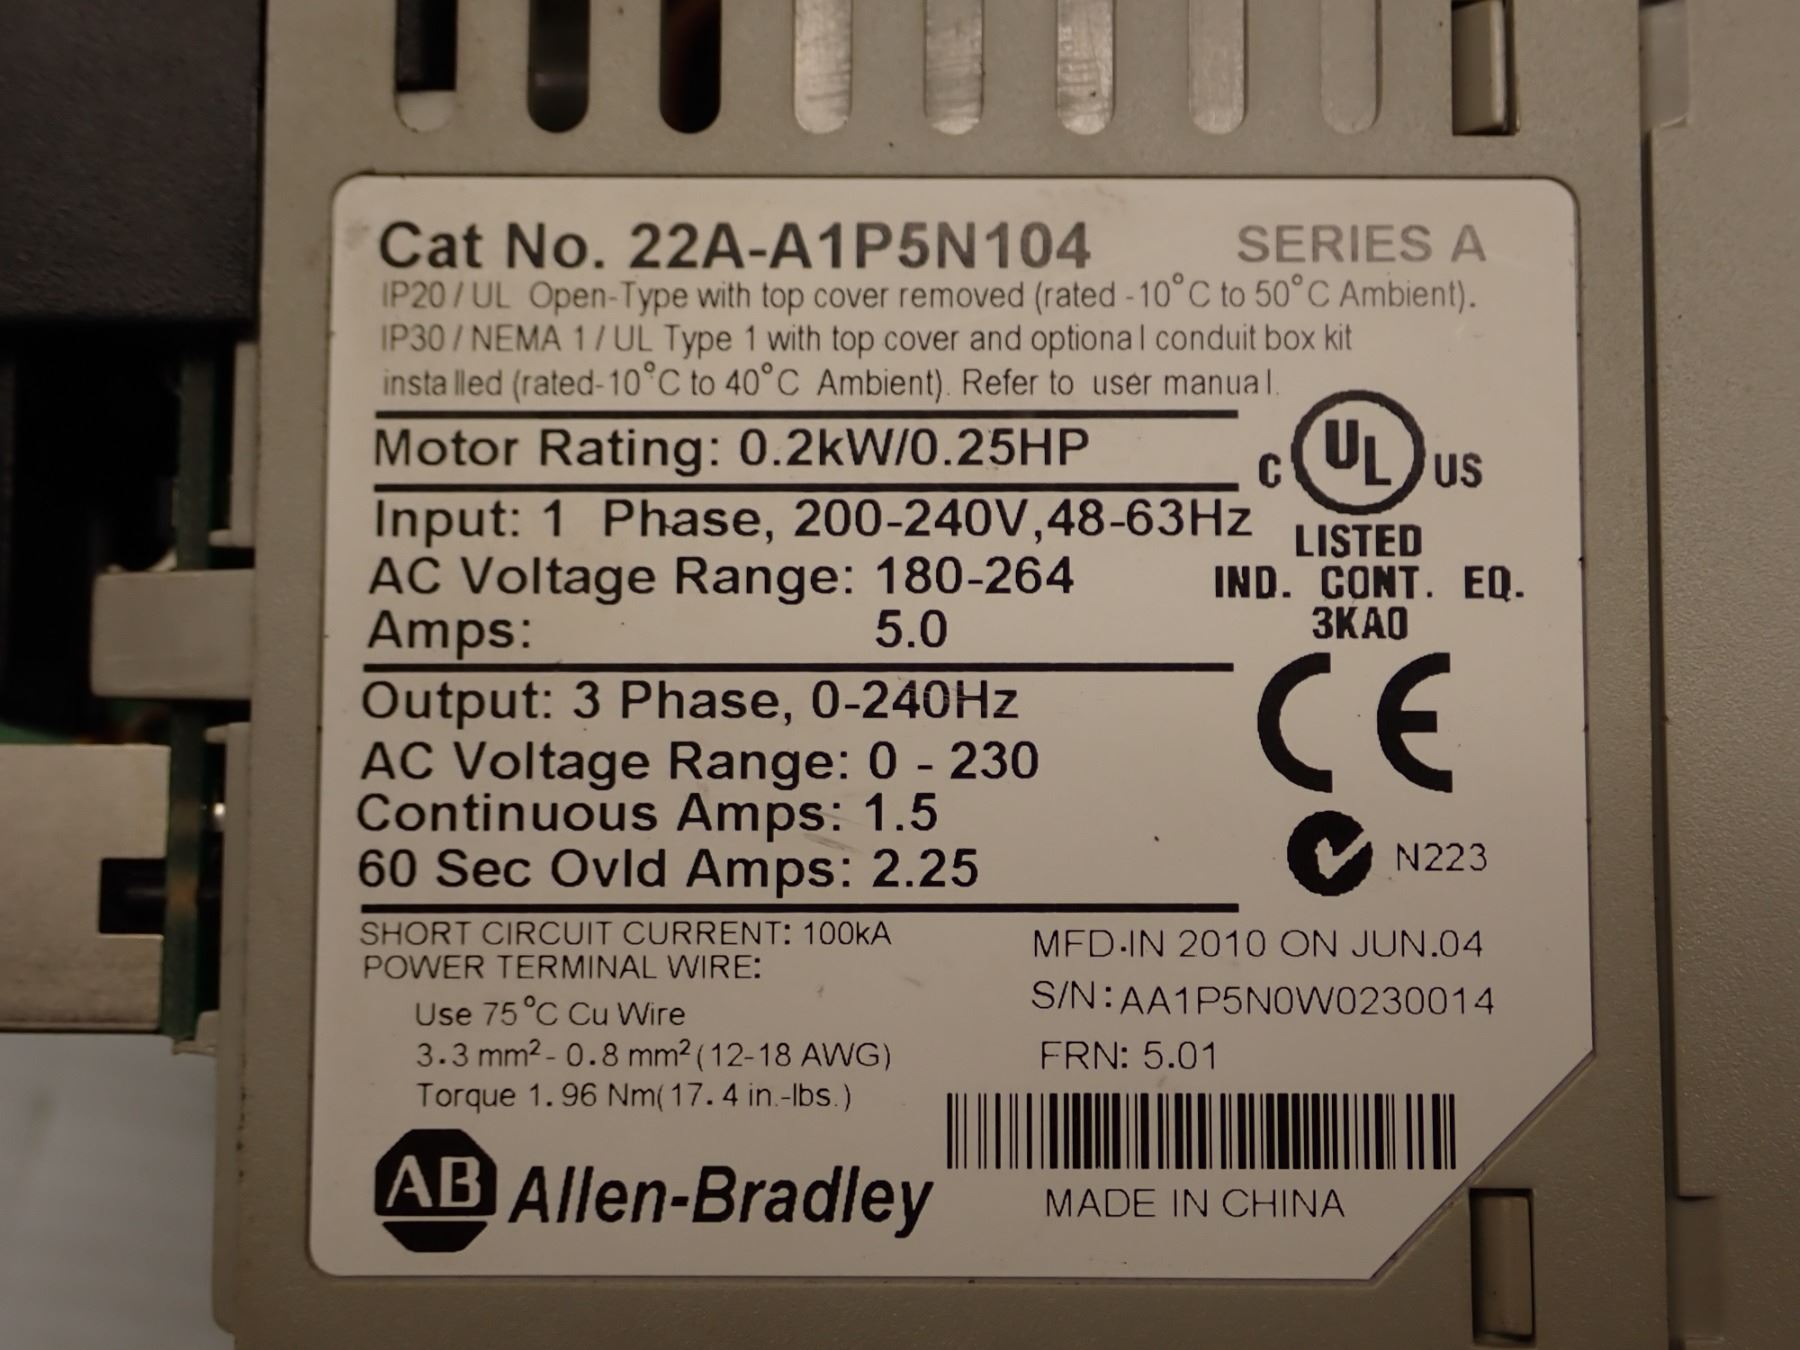 Cat No. 22A-A1P5N104 SERIES A
IP20 / UL Open-Type with top cover removed (rated -10°C to 50°C Ambient).
IP30 / NEMA 1 / UL Type 1 with top cover and optional conduit box kit
installed (rated-10°C to 40°C Ambient). Refer to user manual.
Motor Rating: 0.2kW/0.25HP
C UL US
Input: 1 Phase, 200-240V,48-63Hz
LISTED
AC Voltage Range: 180-264
IND. CONT. EQ.
Amps: 5.0
3KA0
Output: 3 Phase, 0-240Hz
CE
AC Voltage Range: 0 - 230
Continuous Amps: 1.5
60 Sec Ovld Amps: 2.25
N223
SHORT CIRCUIT CURRENT: 100kA
MFD.IN 2010 ON JUN.04
POWER TERMINAL WIRE:
S/N: AA1P5N0W0230014
Use 75°C Cu Wire
3.3 mm² - 0.8 mm² (12-18 AWG)
FRN: 5.01
Torque 1.96 Nm(17.4 in.-lbs.)
AB Allen-Bradley
MADE IN CHINA